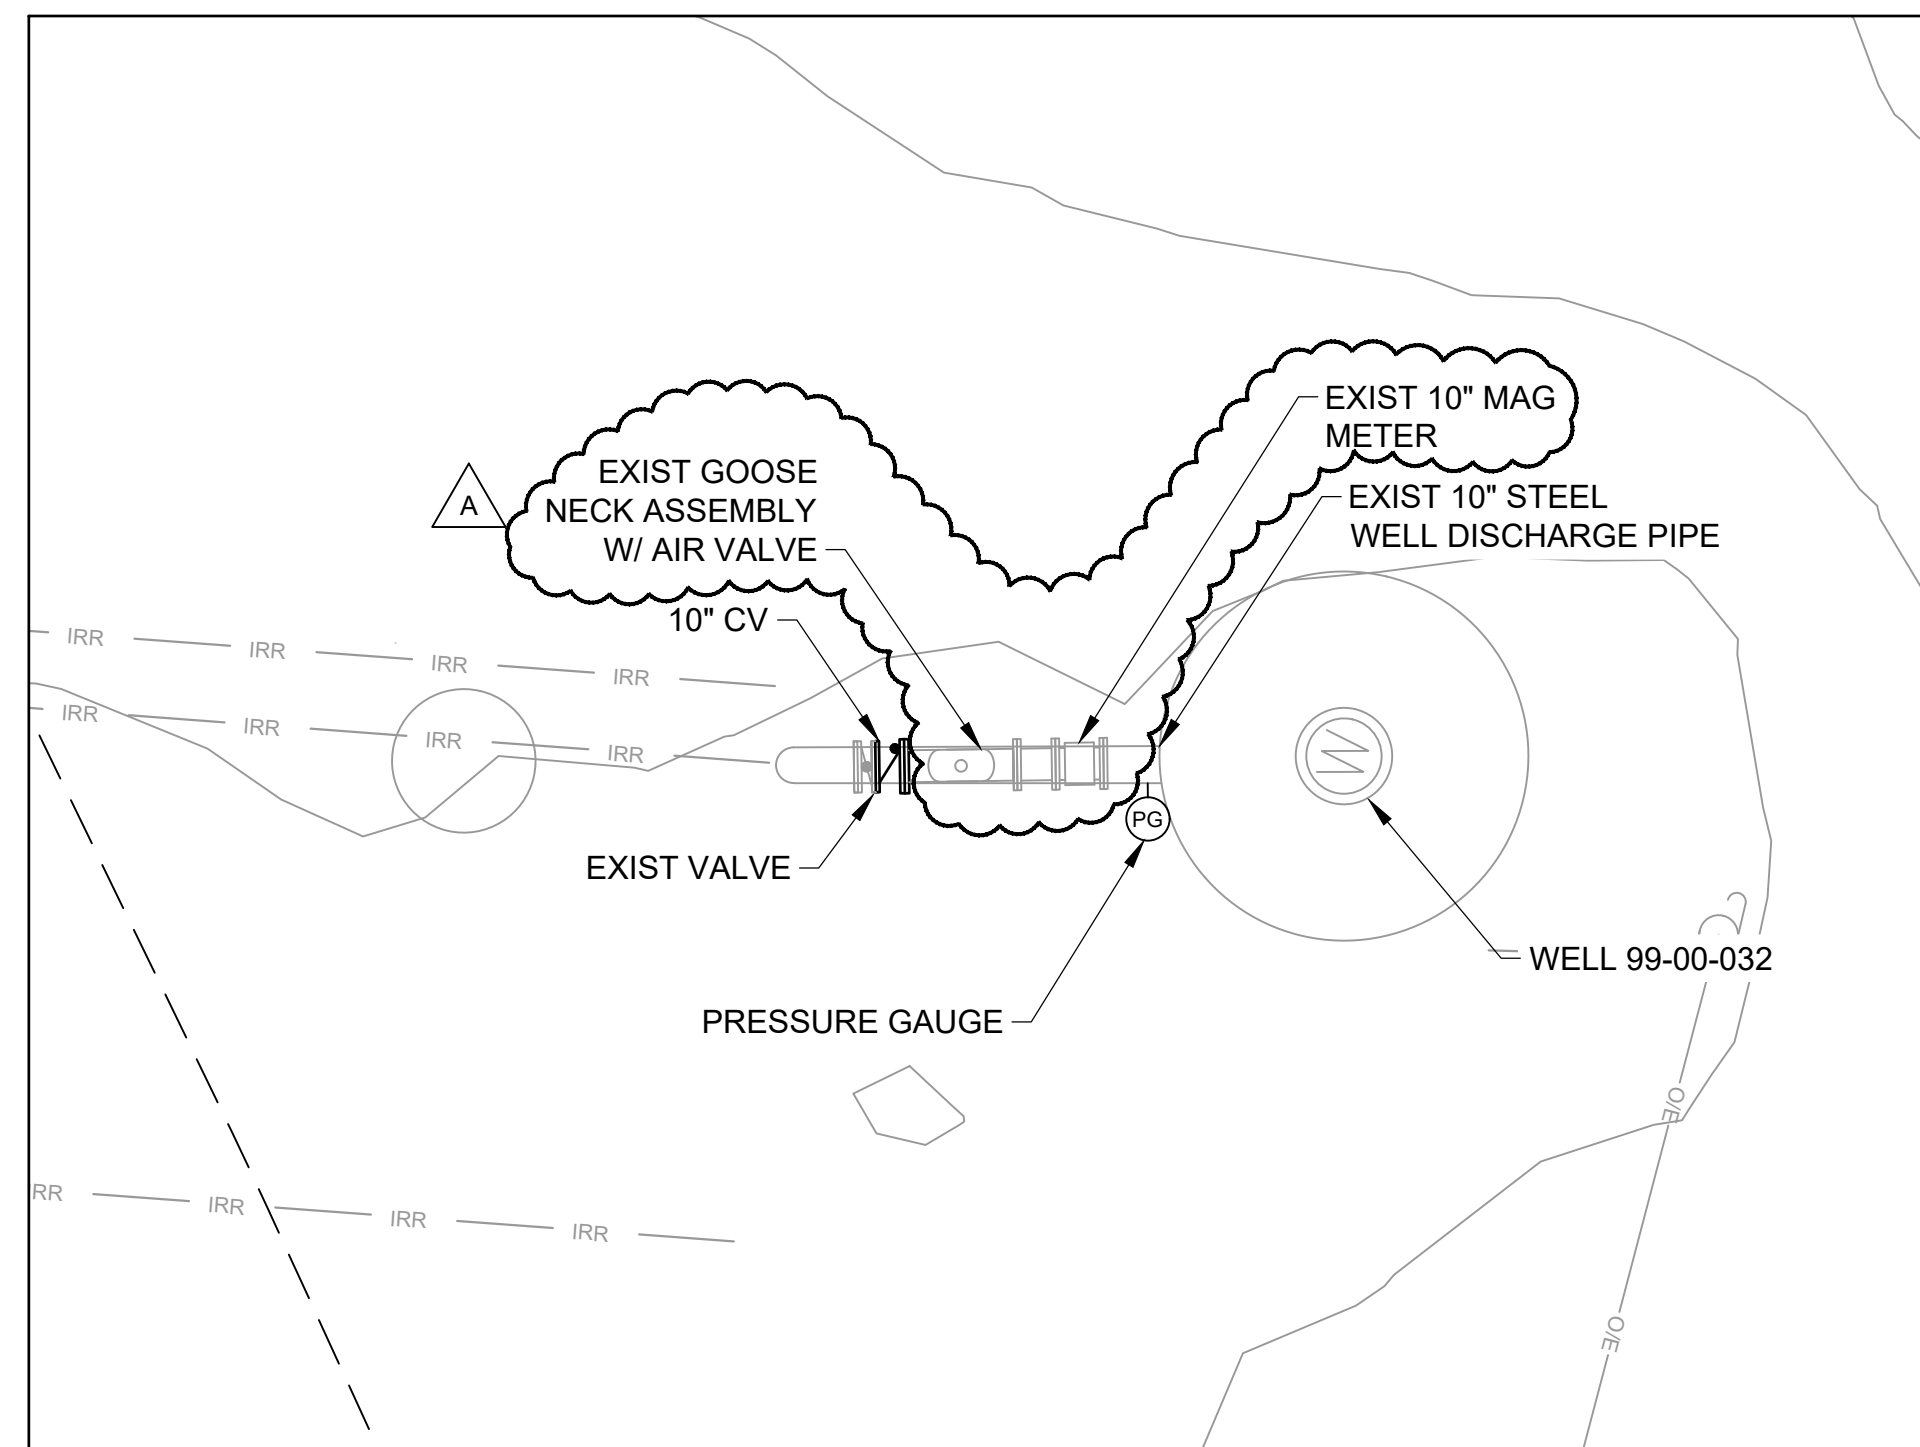 EXIST 10" MAG
METER
EXIST GOOSE
NECK ASSEMBLY
W/ AIR VALVE
A
EXIST 10" STEEL
WELL DISCHARGE PIPE
10" CV
IRR IRR IRR IRR
IRR IRR IRR IRR
PG
EXIST VALVE
WELL 99-00-032
PRESSURE GAUGE
O/E
RR IRR IRR IRR
O/E